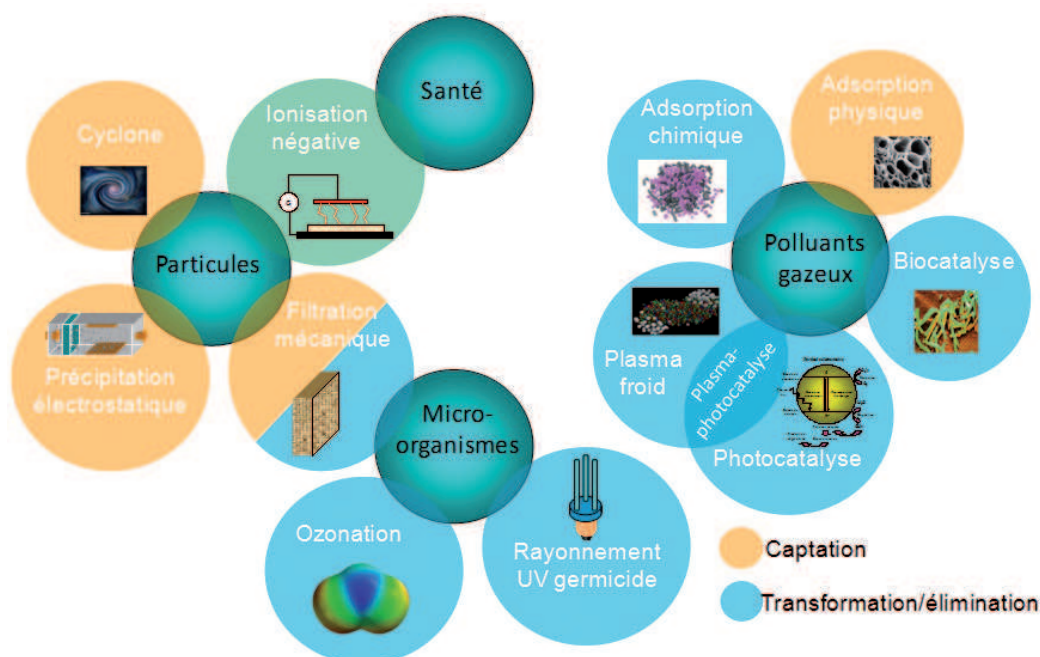 Santé
Cyclone
Ionisation
négative
Adsorption
chimique
Adsorption
physique
Particules
Polluants
gazeux
Biocatalyse
Filtration
mécanique
Précipitation
électrostatique
Plasma
froid
Plasma-
photocatalyse
Photocatalyse
Micro-
organismes
Ozonation
Rayonnement
UV germicide
Captation
Transformation/élimination